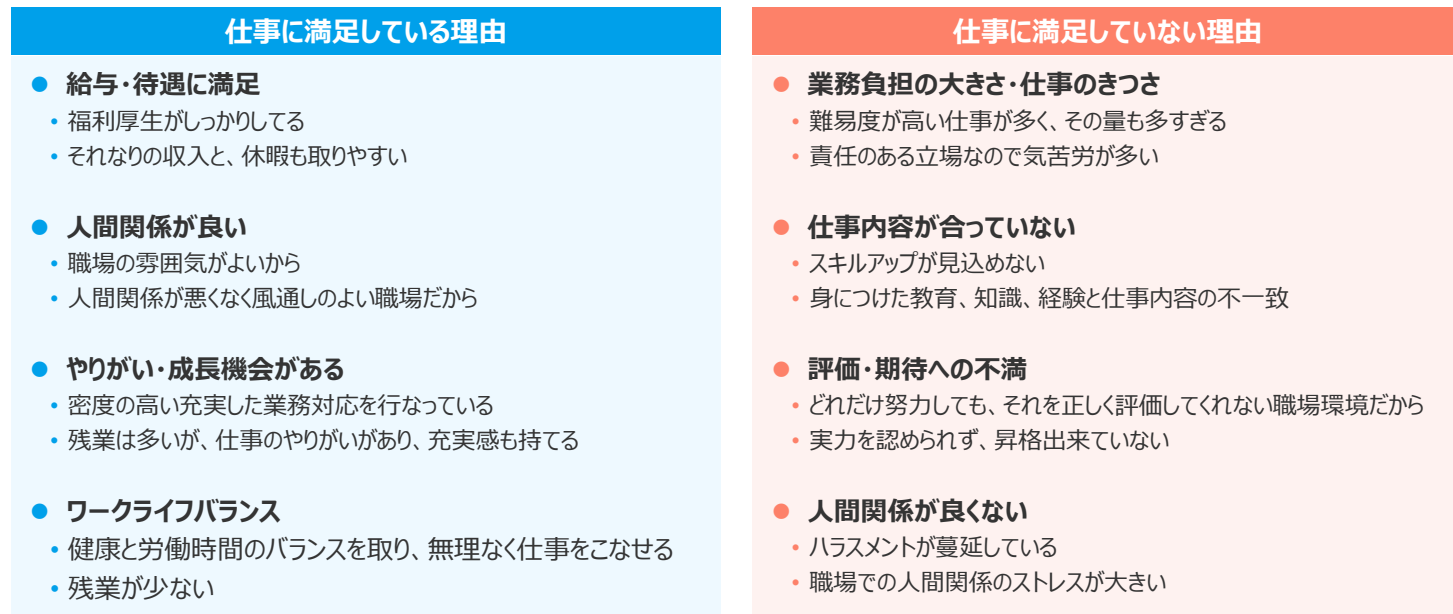 仕事に満足している理由
● 給与・待遇に満足
• 福利厚生がしっかりしてる
• それなりの収入と、休暇も取りやすい
● 人間関係が良い
• 職場の雰囲気がよいから
• 人間関係が悪くなく風通しのよい職場だから
● やりがい・成長機会がある
• 密度の高い充実した業務対応を行なっている
• 残業は多いが、仕事のやりがいがあり、充実感も持てる
● ワークライフバランス
• 健康と労働時間のバランスを取り、無理なく仕事をこなせる
• 残業が少ない
仕事に満足していない理由
● 業務負担の大きさ・仕事のきつさ
• 難易度が高い仕事が多く、その量も多すぎる
• 責任のある立場なので気苦労が多い
● 仕事内容が合っていない
• スキルアップが見込めない
• 身につけた教育、知識、経験と仕事内容の不一致
● 評価・期待への不満
• どれだけ努力しても、それを正しく評価してくれない職場環境だから
• 実力を認められず、昇格出来ていない
● 人間関係が良くない
• ハラスメントが蔓延している
• 職場での人間関係のストレスが大きい